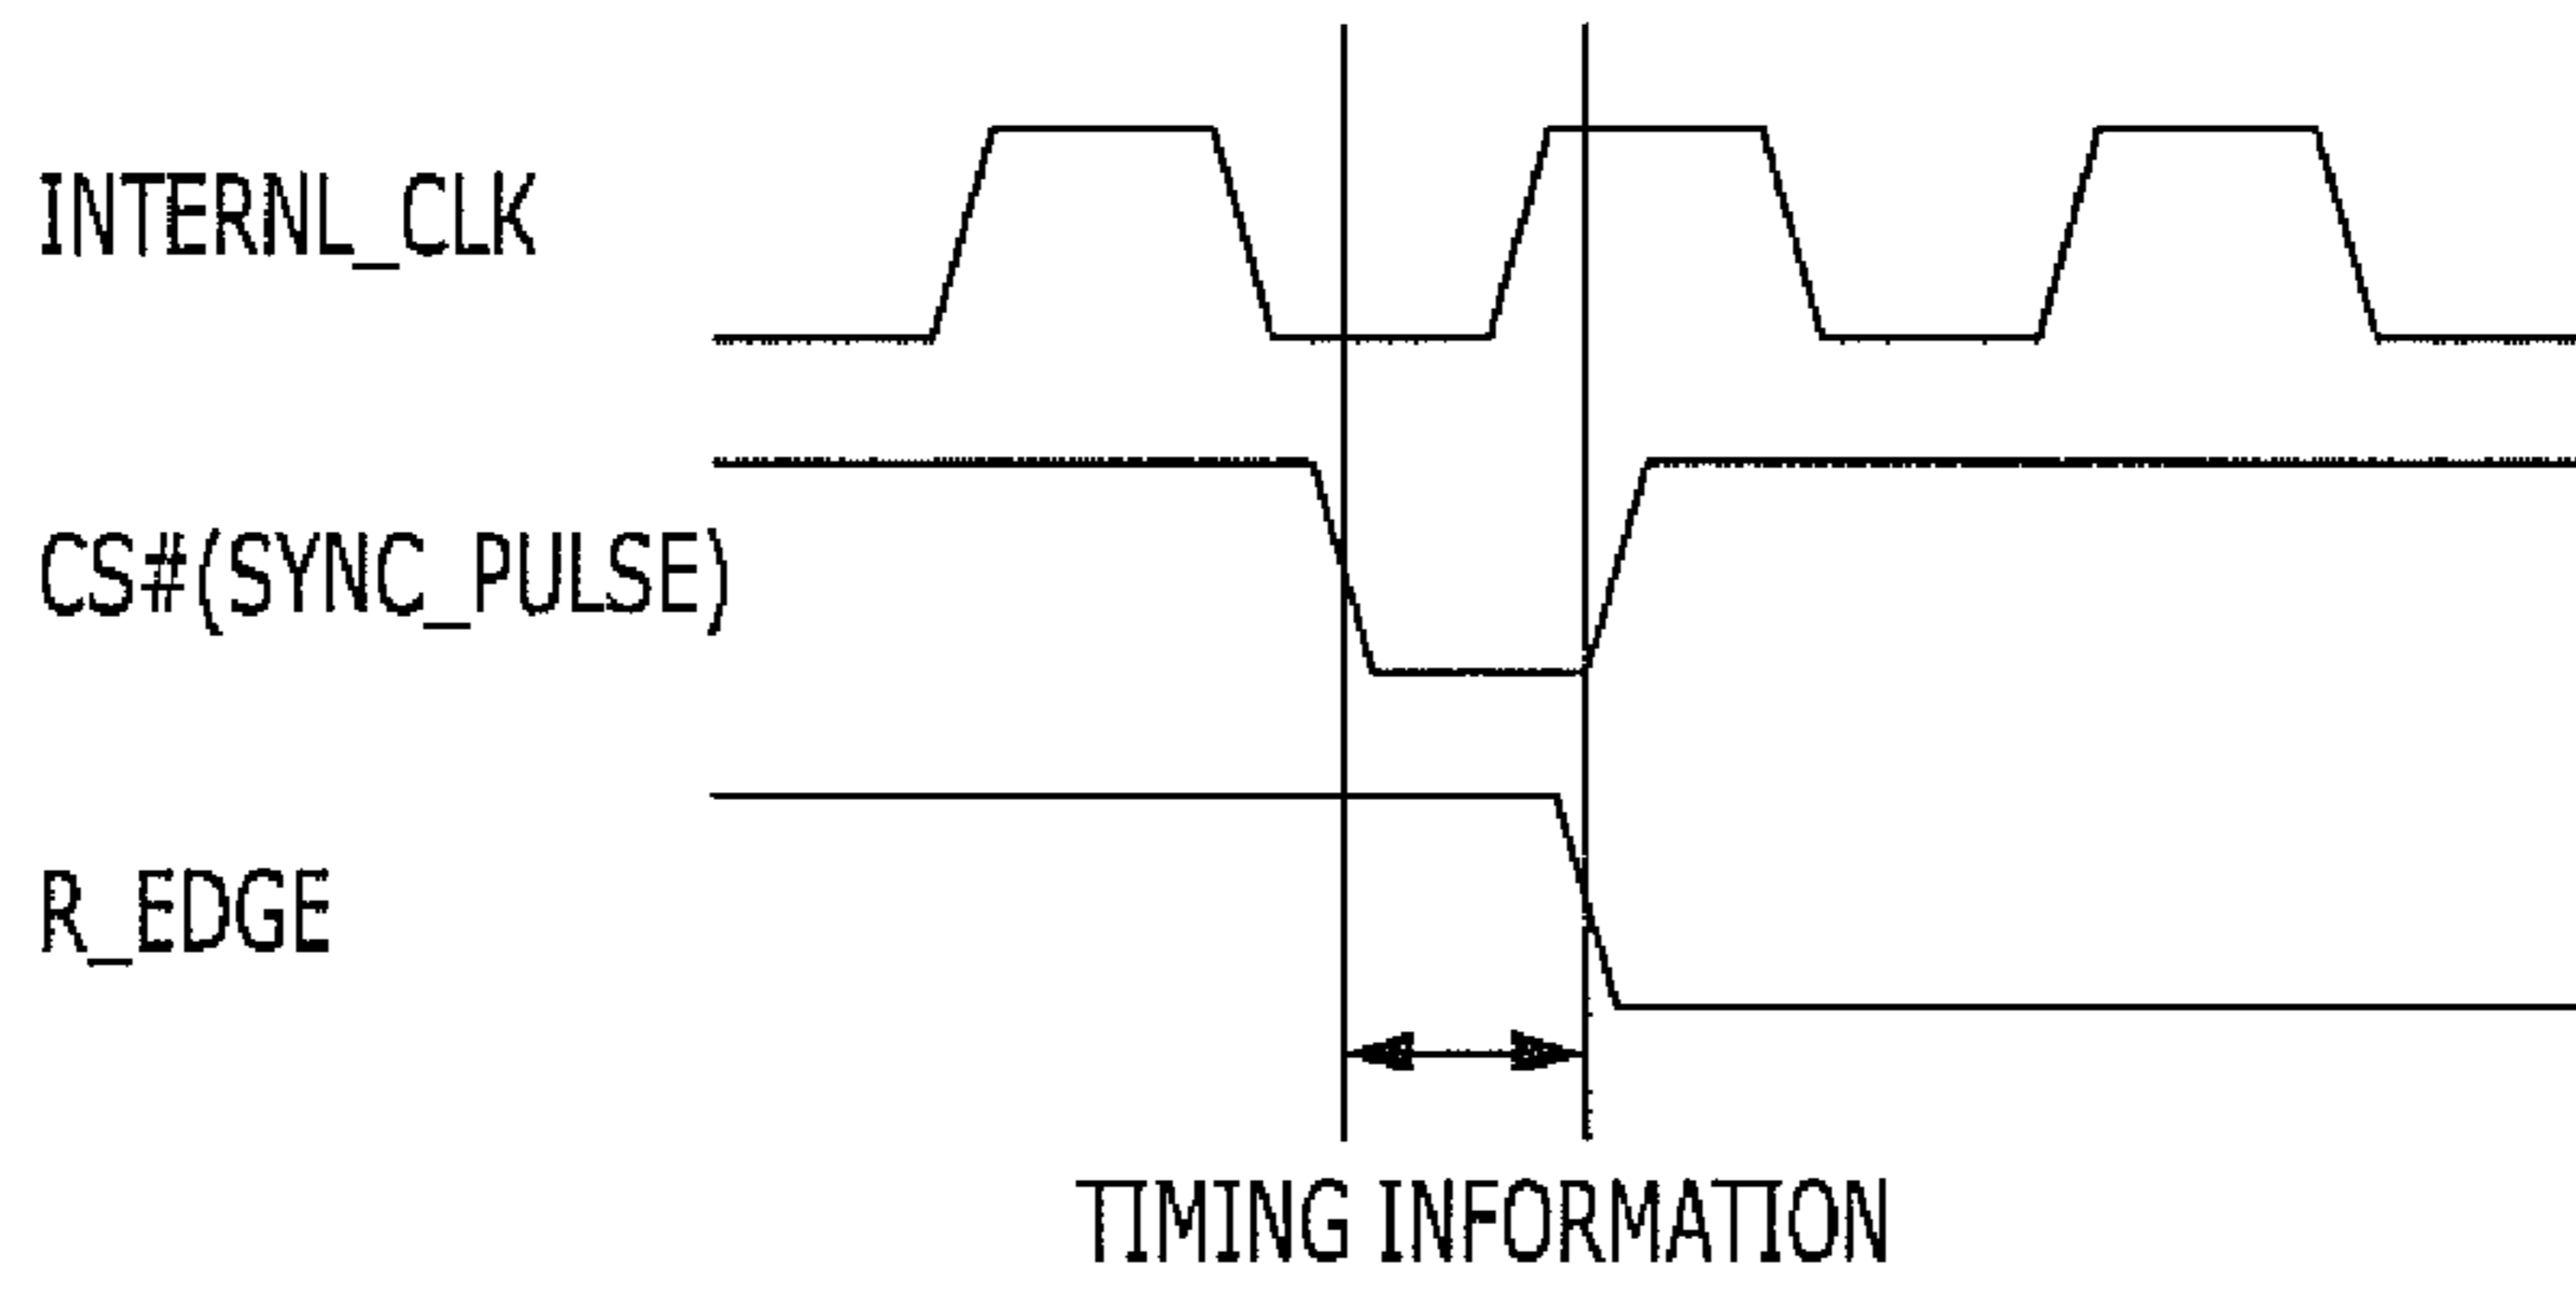 INTERNL_CLK
CS#(SYNC_PULSE)
R_EDGE
TIMING INFORMATION